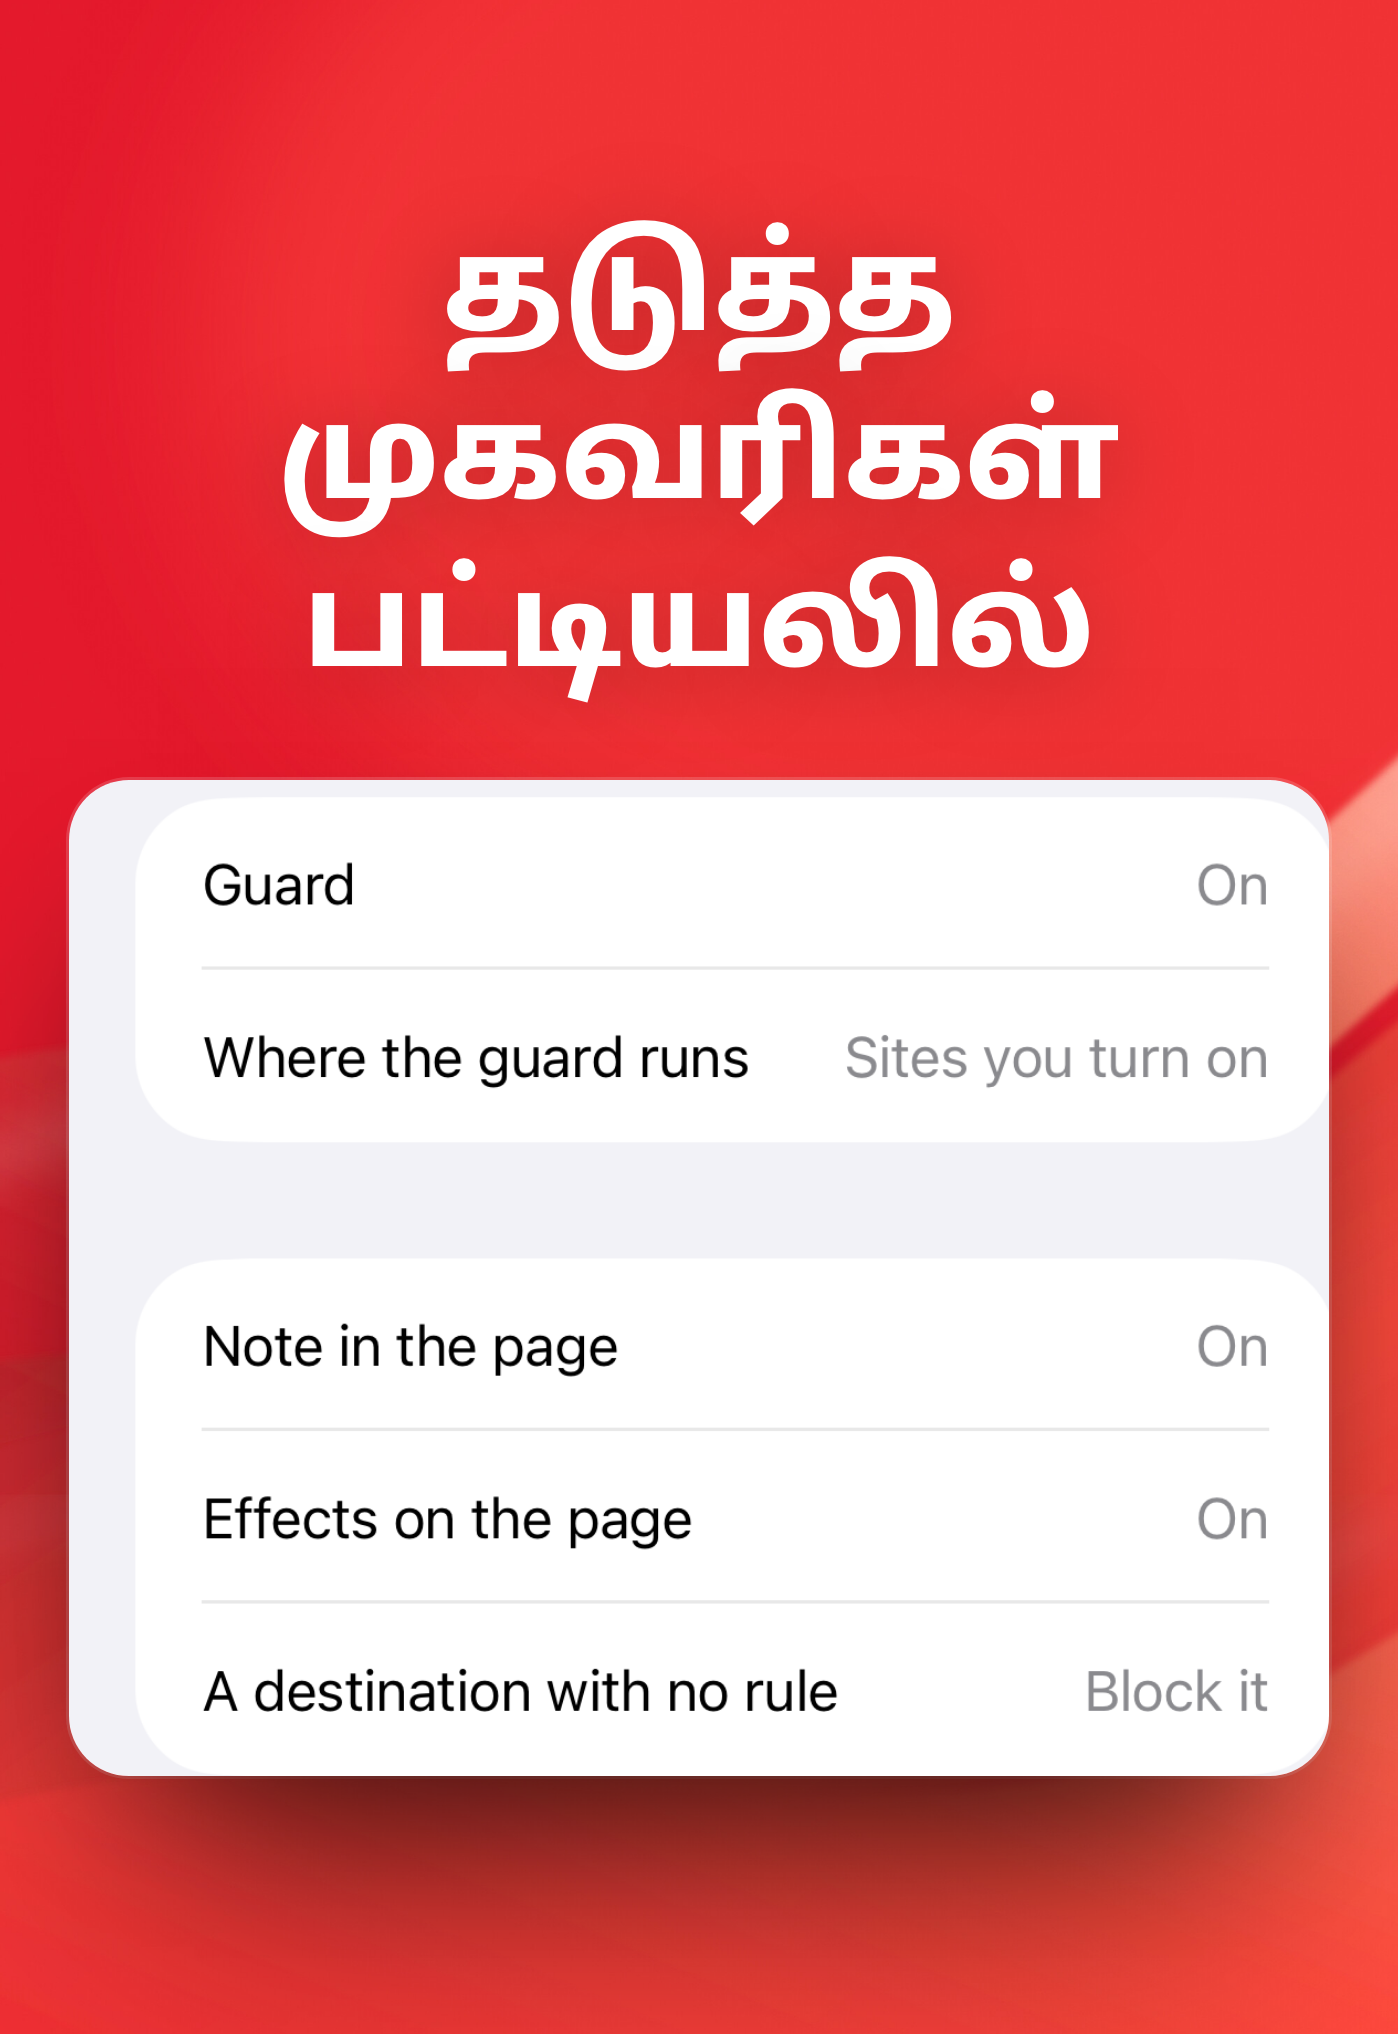 தடுத்த
முகவரிகள்
பட்டியலில்
Guard On
Where the guard runs Sites you turn on
Note in the page On
Effects on the page On
A destination with no rule Block it